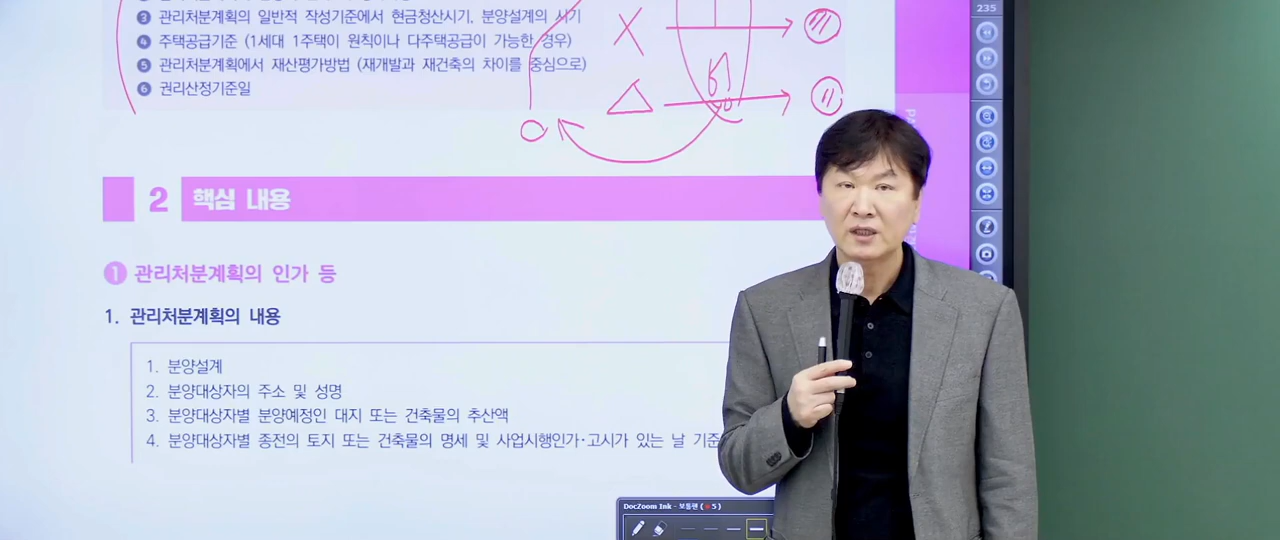 ③ 관리처분계획의 일반적 작성기준에서 현금청산시기, 분양설계의 시기
④ 주택공급기준 (1세대 1주택이 원칙이나 다주택공급이 가능한 경우)
⑤ 관리처분계획에서 재산평가방법 (재개발과 재건축의 차이를 중심으로)
⑥ 권리산정기준일
2 핵심 내용
① 관리처분계획의 인가 등
1. 관리처분계획의 내용
1. 분양설계
2. 분양대상자의 주소 및 성명
3. 분양대상자별 분양예정인 대지 또는 건축물의 추산액
4. 분양대상자별 종전의 토지 또는 건축물의 명세 및 사업시행인가·고시가 있는 날 기준
235
DocZoom Ink - 보통펜 ( 5 )